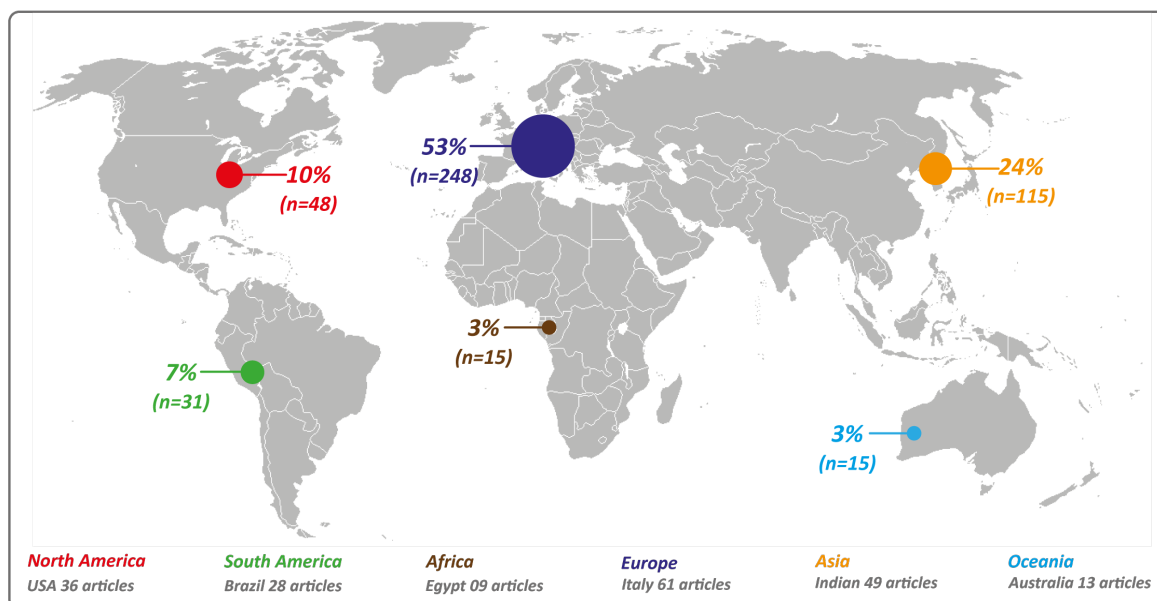 53%
(n=248)
10%
(n=48)
24%
(n=115)
3%
(n=15)
7%
(n=31)
3%
(n=15)
North America
USA 36 articles
South America
Brazil 28 articles
Africa
Egypt 09 articles
Europe
Italy 61 articles
Asia
Indian 49 articles
Oceania
Australia 13 articles